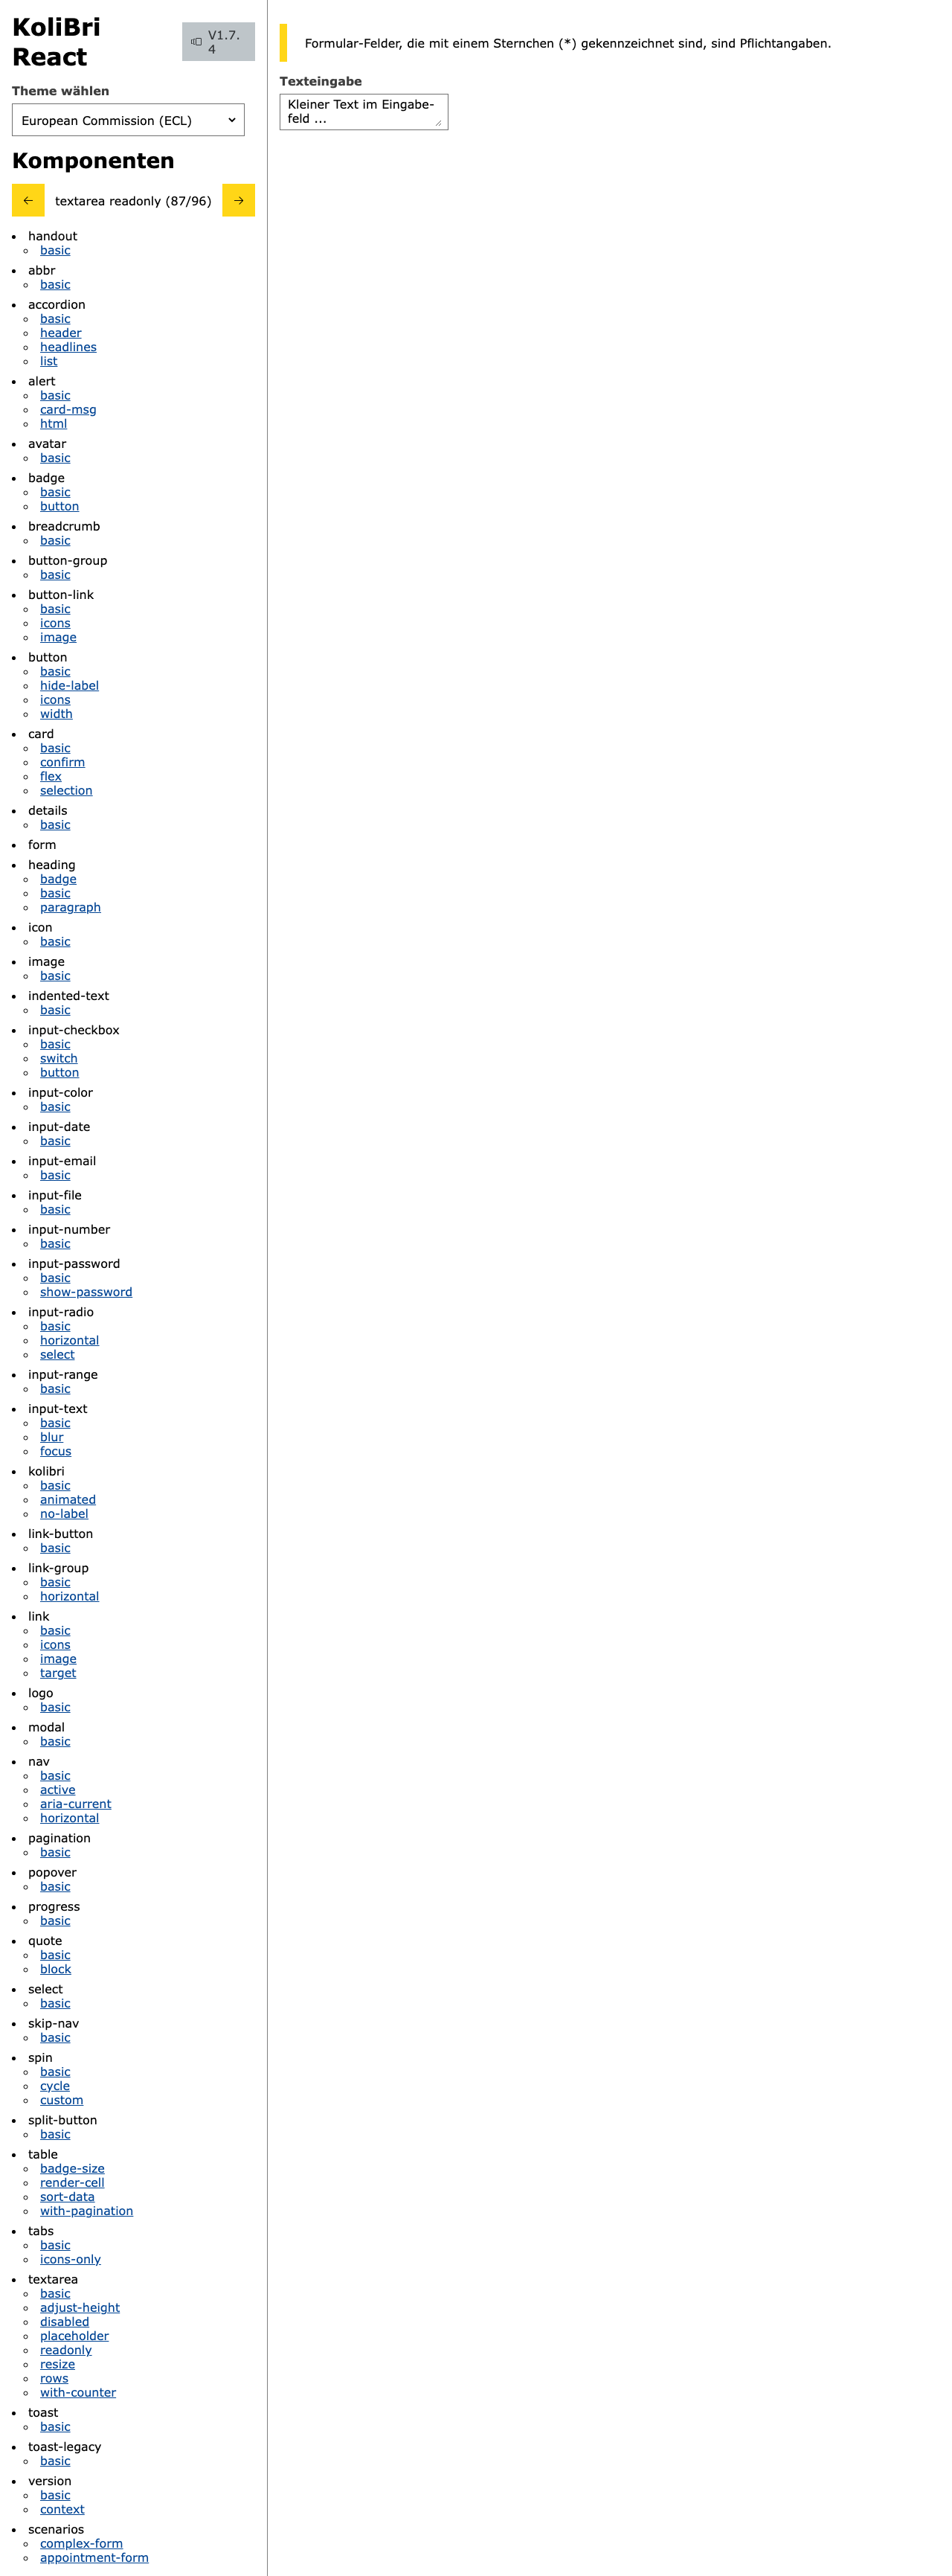 KoliBri
React
V1.7.
4
Theme wählen
European Commission (ECL)
Komponenten
← textarea readonly (87/96) →
handout
basic
abbr
basic
accordion
basic
header
headlines
list
alert
basic
card-msg
html
avatar
basic
badge
basic
button
breadcrumb
basic
button-group
basic
button-link
basic
icons
image
button
basic
hide-label
icons
width
card
basic
confirm
flex
selection
details
basic
form
heading
badge
basic
paragraph
icon
basic
image
basic
indented-text
basic
input-checkbox
basic
switch
button
input-color
basic
input-date
basic
input-email
basic
input-file
basic
input-number
basic
input-password
basic
show-password
input-radio
basic
horizontal
select
input-range
basic
input-text
basic
blur
focus
kolibri
basic
animated
no-label
link-button
basic
link-group
basic
horizontal
link
basic
icons
image
target
logo
basic
modal
basic
nav
basic
active
aria-current
horizontal
pagination
basic
popover
basic
progress
basic
quote
basic
block
select
basic
skip-nav
basic
spin
basic
cycle
custom
split-button
basic
table
badge-size
render-cell
sort-data
with-pagination
tabs
basic
icons-only
textarea
basic
adjust-height
disabled
placeholder
readonly
resize
rows
with-counter
toast
basic
toast-legacy
basic
version
basic
context
scenarios
complex-form
appointment-form
Formular-Felder, die mit einem Sternchen (*) gekennzeichnet sind, sind Pflichtangaben.
Texteingabe
Kleiner Text im Eingabe-
feld ...